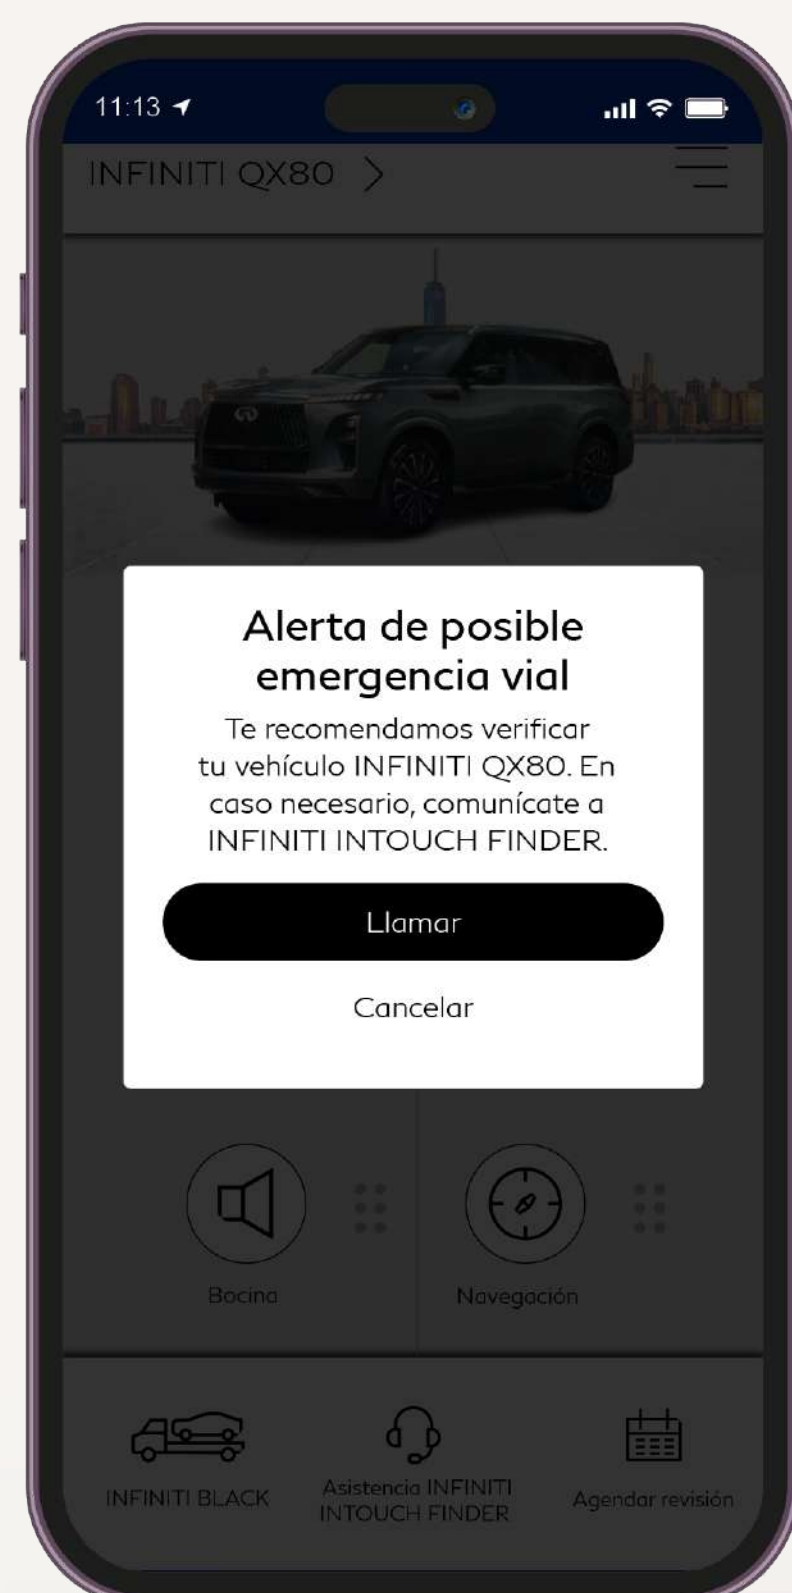 11:13
INFINITI QX80
Alerta de posible
emergencia vial
Te recomendamos verificar
tu vehículo INFINITI QX80. En
caso necesario, comunícate a
INFINITI INTOUCH FINDER.
Llamar
Cancelar
Bocina
Navegación
INFINITI BLACK
Asistencia INFINITI
INTOUCH FINDER
Agendar revisión